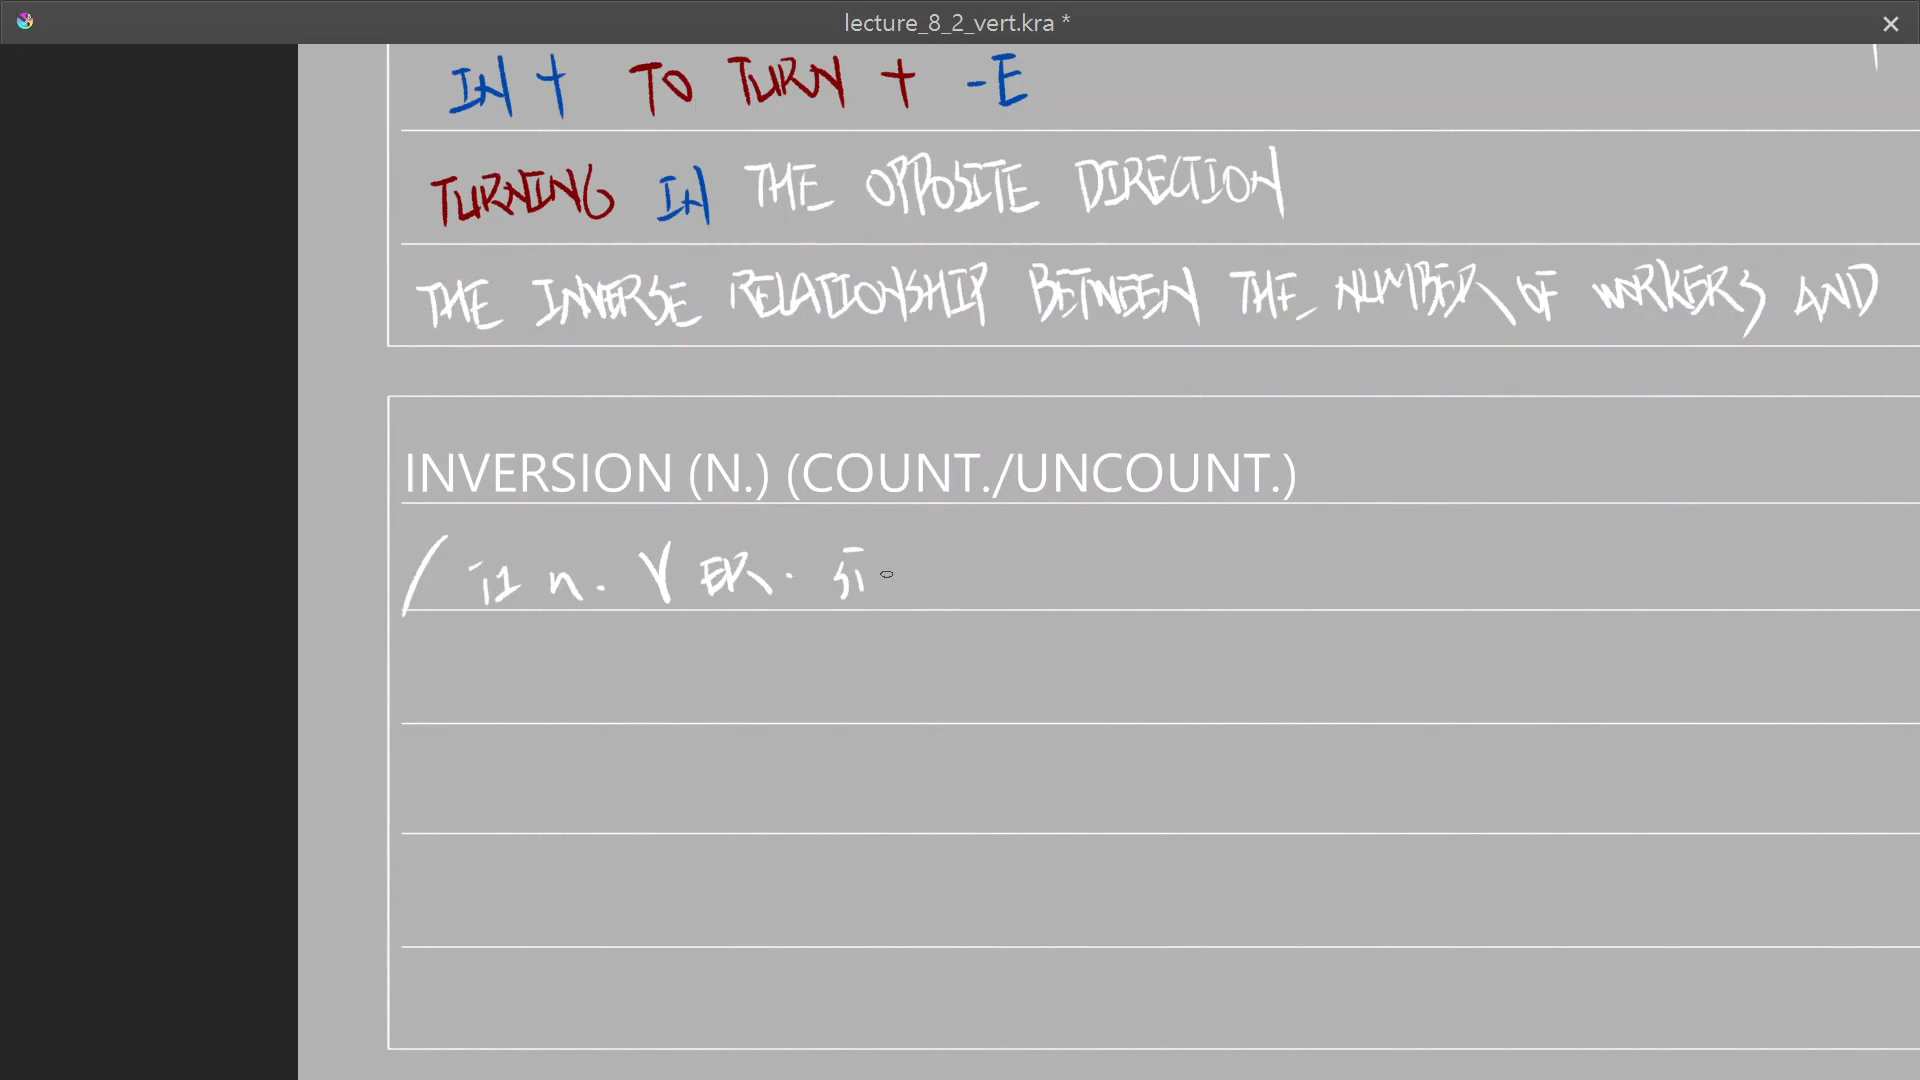 lecture_8_2_vert.kra *
IN + TO TURN + -E
TURNING IN THE OPPOSITE DIRECTION
THE INVERSE RELATIONSHIP BETWEEN THE NUMBER OF WORKERS AND
INVERSION (N.) (COUNT./UNCOUNT.)
n. VER.